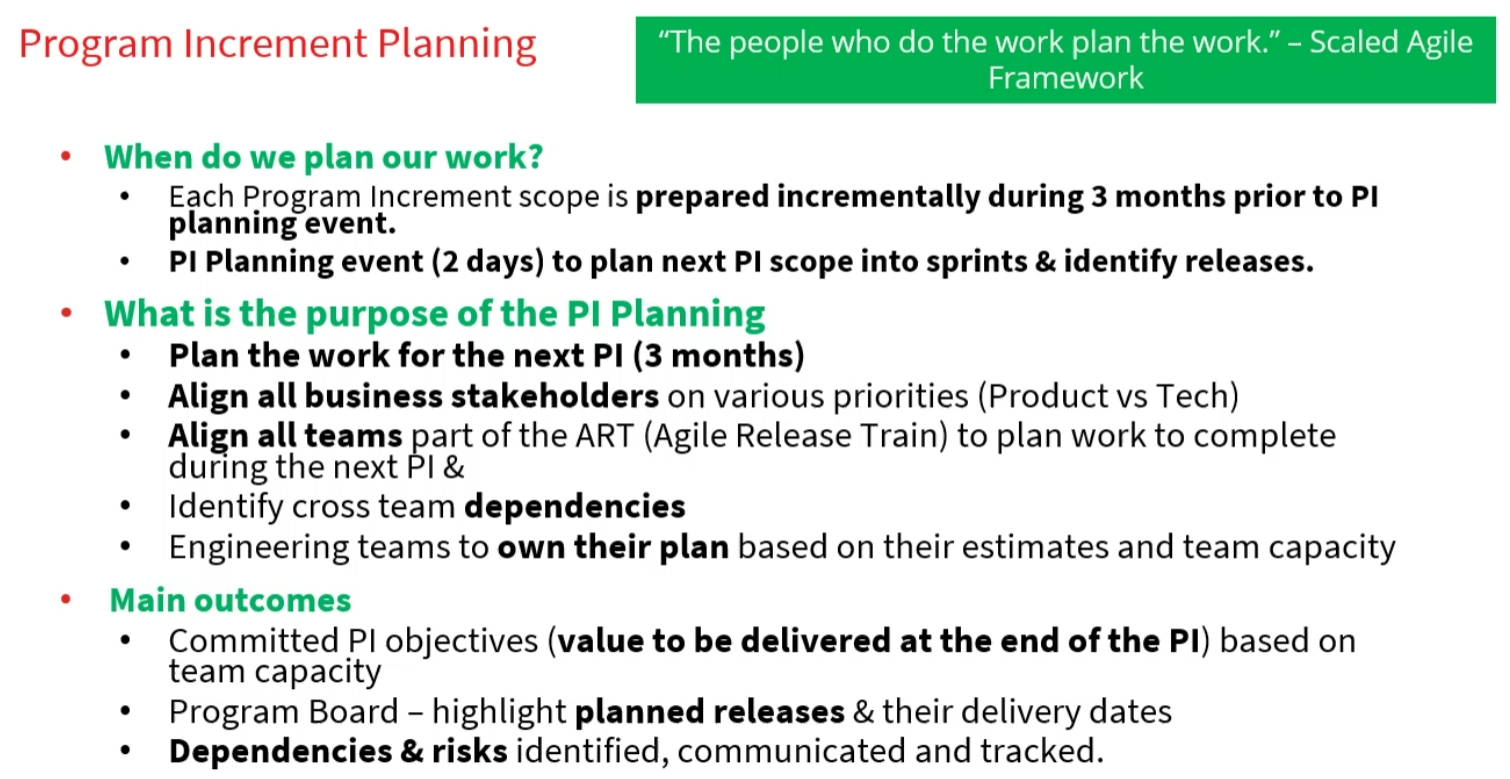 Program Increment Planning
“The people who do the work plan the work.” – Scaled Agile
Framework
• When do we plan our work?
• Each Program Increment scope is prepared incrementally during 3 months prior to PI
planning event.
• PI Planning event (2 days) to plan next PI scope into sprints & identify releases.
• What is the purpose of the PI Planning
• Plan the work for the next PI (3 months)
• Align all business stakeholders on various priorities (Product vs Tech)
• Align all teams part of the ART (Agile Release Train) to plan work to complete
during the next PI &
• Identify cross team dependencies
• Engineering teams to own their plan based on their estimates and team capacity
• Main outcomes
• Committed PI objectives (value to be delivered at the end of the PI) based on
team capacity
• Program Board – highlight planned releases & their delivery dates
• Dependencies & risks identified, communicated and tracked.